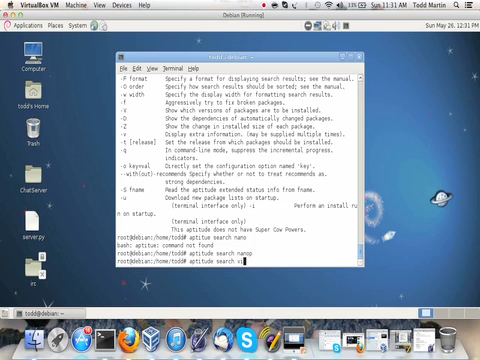 VirtualBox VM Machine View Devices Help
Sun 11:31 AM Todd Martin
Debian [Running]
Applications Places System
Sun May 26, 12:31 PM
Computer
todd's Home
Trash
ChatServer
server.py
todd@debian: ~
File Edit View Terminal Help
-F format Specify a format for displaying search results; see the manual.
-O order Specify how search results should be sorted; see the manual.
-w width Specify the display width for formatting search results.
-f Aggressively try to fix broken packages.
-V Show which versions of packages are to be installed.
-D Show the dependencies of automatically changed packages.
-Z Show the change in installed size of each package.
-v Display extra information. (may be supplied multiple times).
-t [release] Set the release from which packages should be installed.
-q In command-line mode, suppress the incremental progress
indicators.
-o key=val Directly set the configuration option named 'key'.
--with(out)-recommends Specify whether or not to treat recommends as
strong dependencies.
-S fname Read the aptitude extended status info from fname.
-u Download new package lists on startup.
(terminal interface only) -i Perform an install ru
n on startup.
(terminal interface only)
This aptitude does not have Super Cow Powers.
root@debian:/home/todd# aptitue search nano
bash: aptitue: command not found
root@debian:/home/todd# aptitude search nanop
root@debian:/home/todd# aptitude search vi
todd@debian: ~